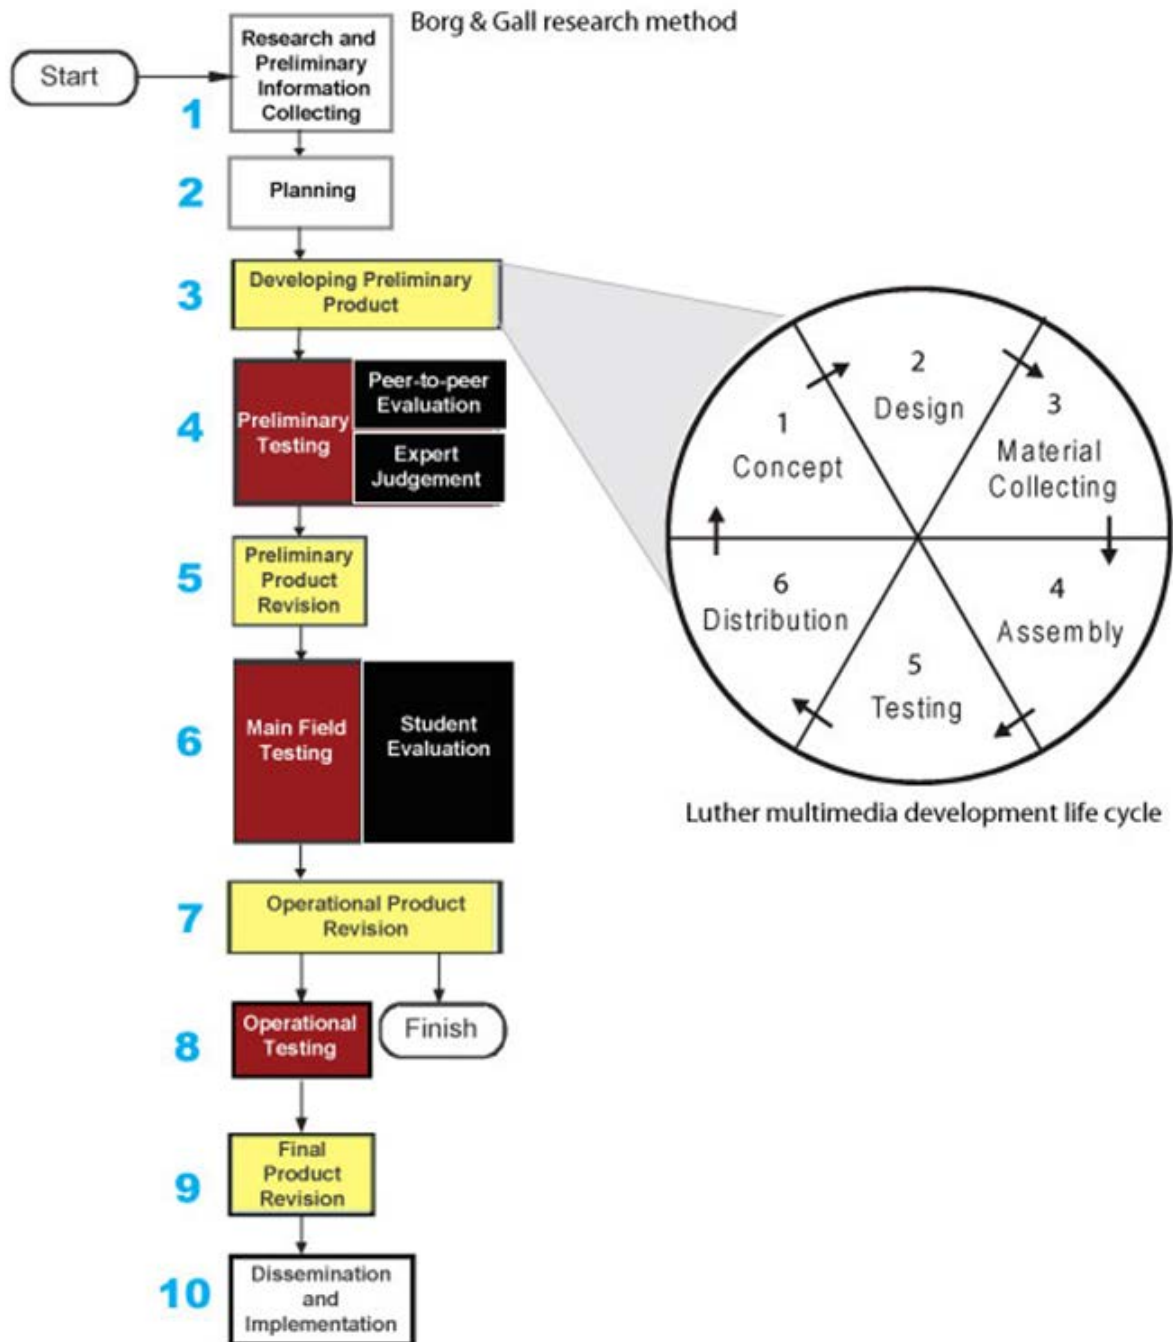 Borg & Gall research method
Start
1
Research and
Preliminary
Information
Collecting
2
Planning
3
Developing Preliminary
Product
4
Preliminary
Testing
Peer-to-peer
Evaluation
Expert
Judgement
5
Preliminary
Product
Revision
6
Main Field
Testing
Student
Evaluation
7
Operational Product
Revision
8
Operational
Testing
Finish
9
Final
Product
Revision
10
Dissemination
and
Implementation
1
Concept
2
Design
3
Material
Collecting
4
Assembly
5
Testing
6
Distribution
Luther multimedia development life cycle